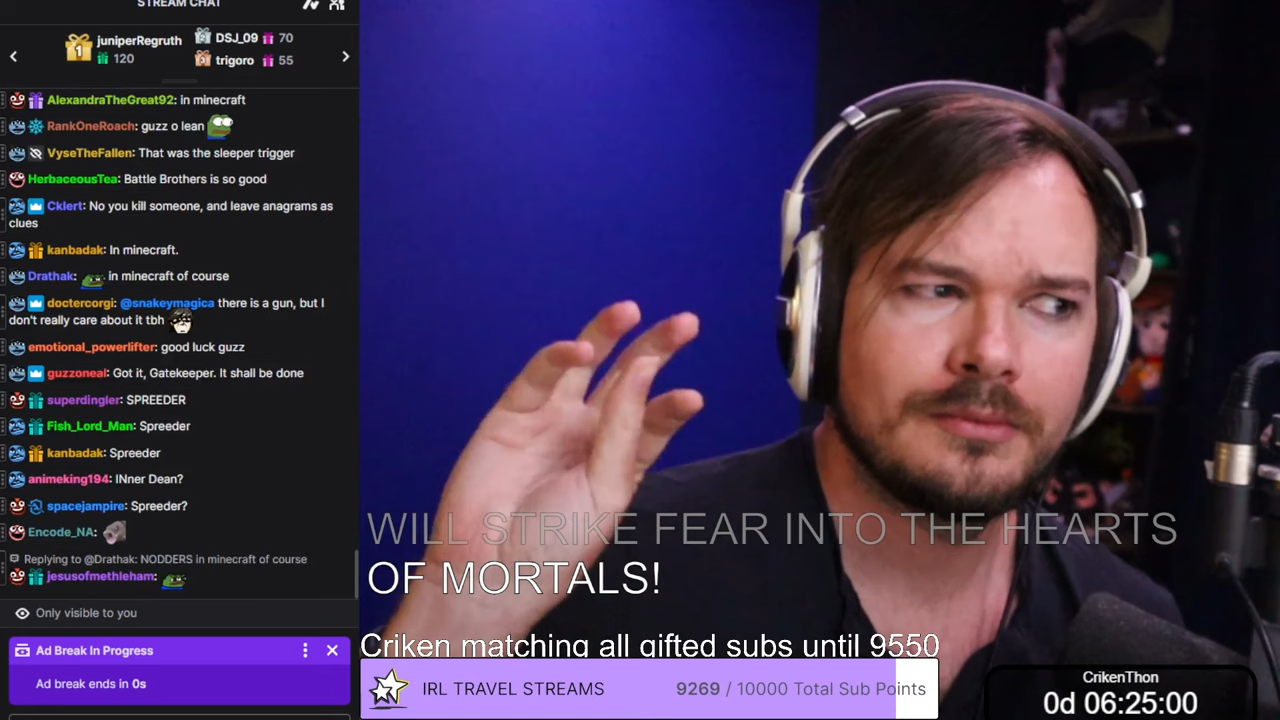 STREAM CHAT
juniperRegruth
120
DSJ_09 70
trigoro 55
AlexandraTheGreat92: in minecraft
RankOneRoach: guzz o lean
VyseTheFallen: That was the sleeper trigger
HerbaceousTea: Battle Brothers is so good
Cklert: No you kill someone, and leave anagrams as
clues
kanbadak: In minecraft.
Drathak: in minecraft of course
doctercorgi: @snakeymagica there is a gun, but I
don't really care about it tbh
emotional_powerlifter: good luck guzz
guzzoneal: Got it, Gatekeeper. It shall be done
superdingler: SPREEDER
Fish_Lord_Man: Spreeder
kanbadak: Spreeder
animeking194: INner Dean?
spacejampire: Spreeder?
Encode_NA:
Replying to @Drathak: NODDERS in minecraft of course
jesusofmethleham:
Only visible to you
Ad Break In Progress
Ad break ends in 0s
WILL STRIKE FEAR INTO THE HEARTS
OF MORTALS!
Criken matching all gifted subs until 9550
IRL TRAVEL STREAMS 9269 / 10000 Total Sub Points
CrikenThon
0d 06:25:00